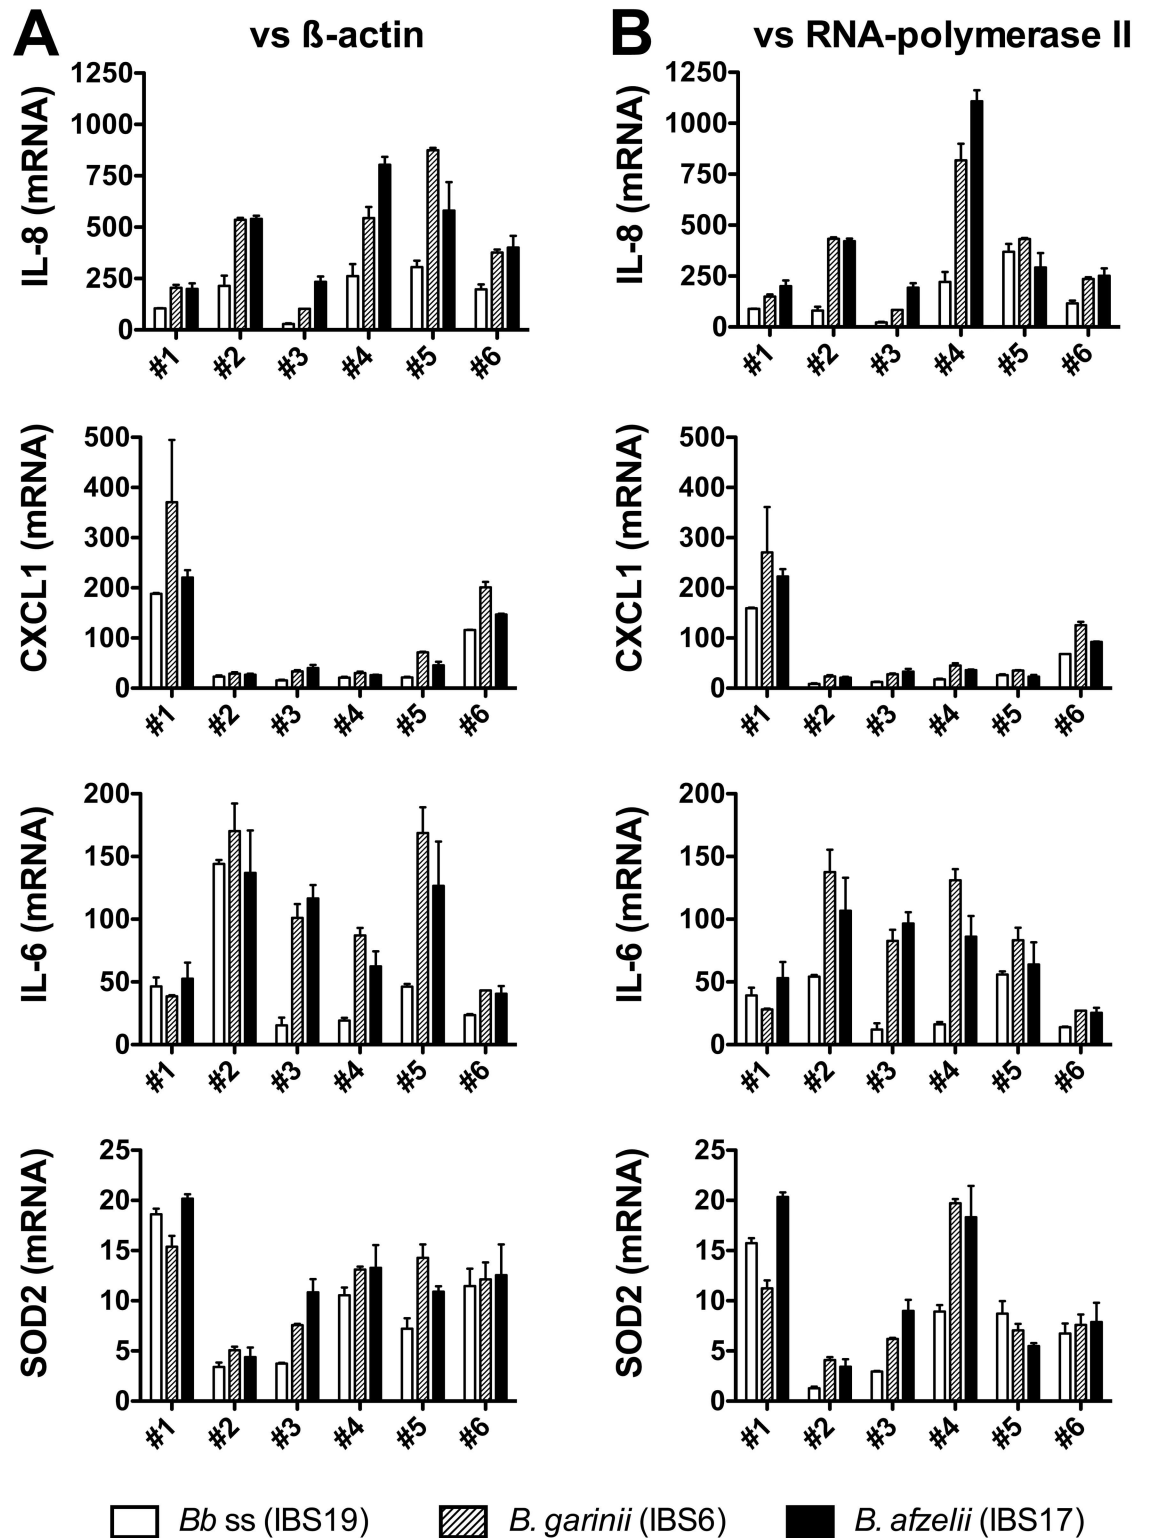 A vs ß-actin
B vs RNA-polymerase II
IL-8 (mRNA)
1250
1000
750
500
250
0
#1 #2 #3 #4 #5 #6
IL-8 (mRNA)
1250
1000
750
500
250
0
#1 #2 #3 #4 #5 #6
CXCL1 (mRNA)
500
400
300
200
100
0
#1 #2 #3 #4 #5 #6
CXCL1 (mRNA)
500
400
300
200
100
0
#1 #2 #3 #4 #5 #6
IL-6 (mRNA)
200
150
100
50
0
#1 #2 #3 #4 #5 #6
IL-6 (mRNA)
200
150
100
50
0
#1 #2 #3 #4 #5 #6
SOD2 (mRNA)
25
20
15
10
5
0
#1 #2 #3 #4 #5 #6
SOD2 (mRNA)
25
20
15
10
5
0
#1 #2 #3 #4 #5 #6
Bb ss (IBS19) B. garinii (IBS6) B. afzelii (IBS17)